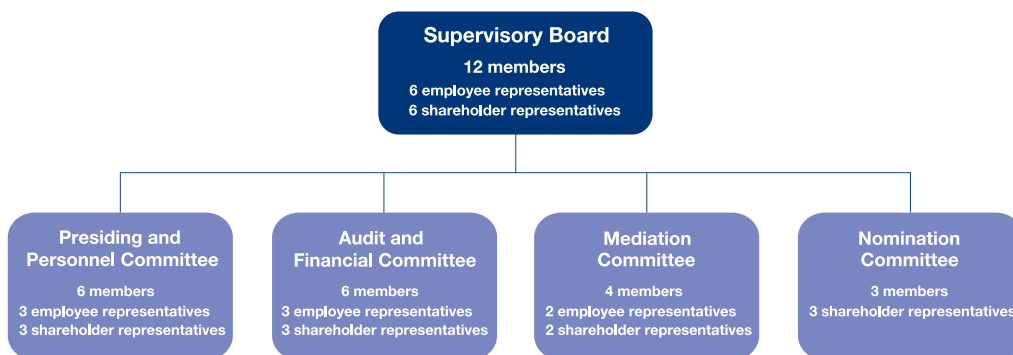 Supervisory Board
12 members
6 employee representatives
6 shareholder representatives
Presiding and
Personnel Committee
6 members
3 employee representatives
3 shareholder representatives
Audit and
Financial Committee
6 members
3 employee representatives
3 shareholder representatives
Mediation
Committee
4 members
2 employee representatives
2 shareholder representatives
Nomination
Committee
3 members
3 shareholder representatives